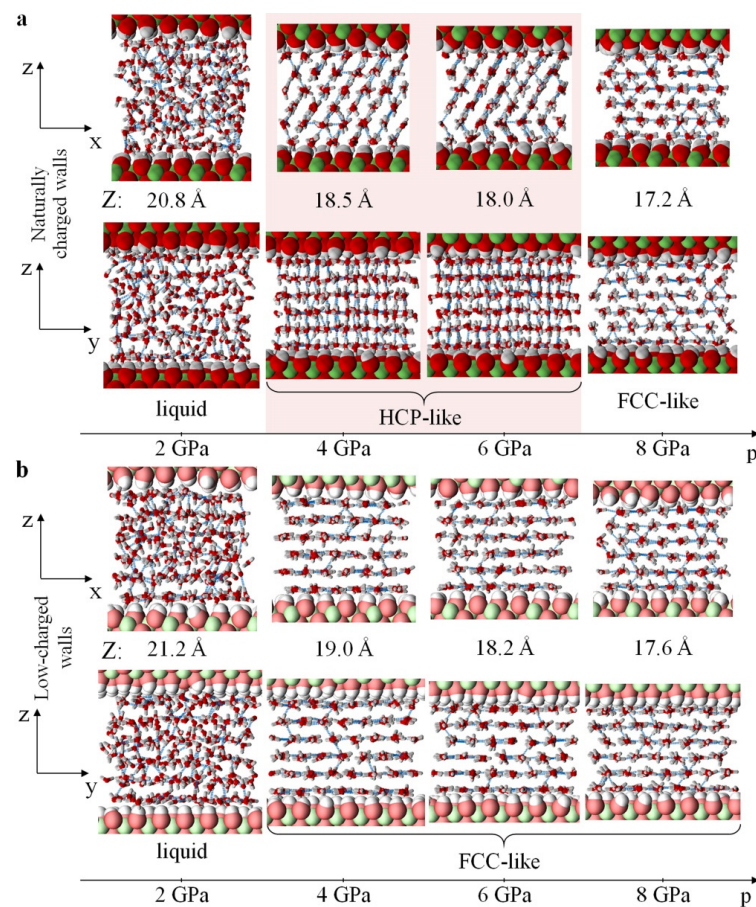 a
z
x
Naturally
charged walls
Z:
20.8 Å
18.5 Å
18.0 Å
17.2 Å
z
y
liquid
HCP-like
FCC-like
2 GPa
4 GPa
6 GPa
8 GPa
p
b
z
x
Low-charged
walls
Z:
21.2 Å
19.0 Å
18.2 Å
17.6 Å
z
y
liquid
FCC-like
2 GPa
4 GPa
6 GPa
8 GPa
p